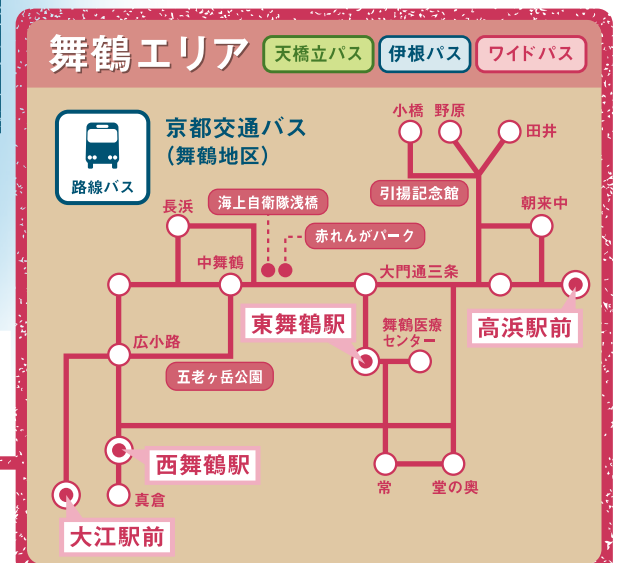 舞鶴エリア
天橋立パス
伊根パス
ワイドパス
路線バス
京都交通バス
(舞鶴地区)
小橋
野原
田井
引揚記念館
朝来中
長浜
海上自衛隊浅橋
赤れんがパーク
中舞鶴
大門通三条
東舞鶴駅
舞鶴医療
センター
高浜駅前
広小路
五老ヶ岳公園
西舞鶴駅
真倉
常
堂の奥
大江駅前